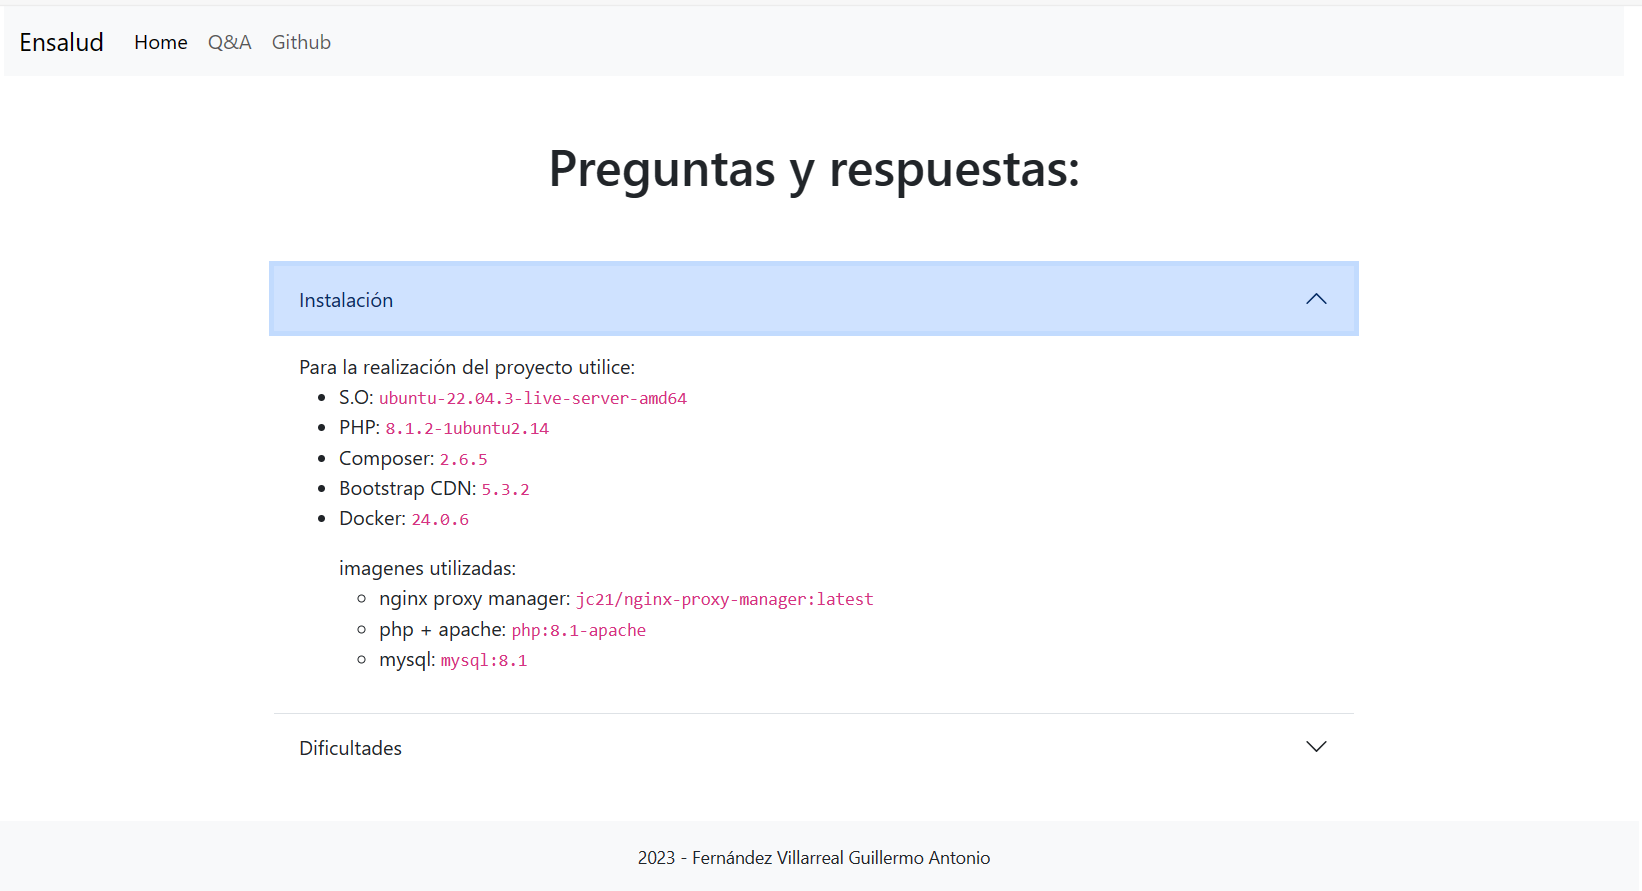 Ensalud Home Q&A Github
Preguntas y respuestas:
Instalación
Para la realización del proyecto utilice:
S.O: ubuntu-22.04.3-live-server-amd64
PHP: 8.1.2-1ubuntu2.14
Composer: 2.6.5
Bootstrap CDN: 5.3.2
Docker: 24.0.6
imagenes utilizadas:
nginx proxy manager: jc21/nginx-proxy-manager:latest
php + apache: php:8.1-apache
mysql: mysql:8.1
Dificultades
2023 - Fernández Villarreal Guillermo Antonio